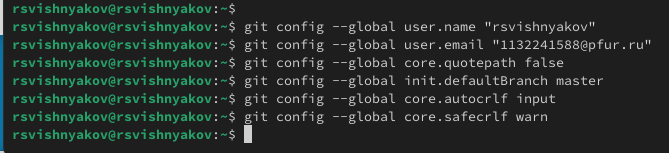 rsvishnyakov@rsvishnyakov:~$
rsvishnyakov@rsvishnyakov:~$ git config --global user.name "rsvishnyakov"
rsvishnyakov@rsvishnyakov:~$ git config --global user.email "1132241588@pfur.ru"
rsvishnyakov@rsvishnyakov:~$ git config --global core.quotepath false
rsvishnyakov@rsvishnyakov:~$ git config --global init.defaultBranch master
rsvishnyakov@rsvishnyakov:~$ git config --global core.autocrlf input
rsvishnyakov@rsvishnyakov:~$ git config --global core.safecrlf warn
rsvishnyakov@rsvishnyakov:~$